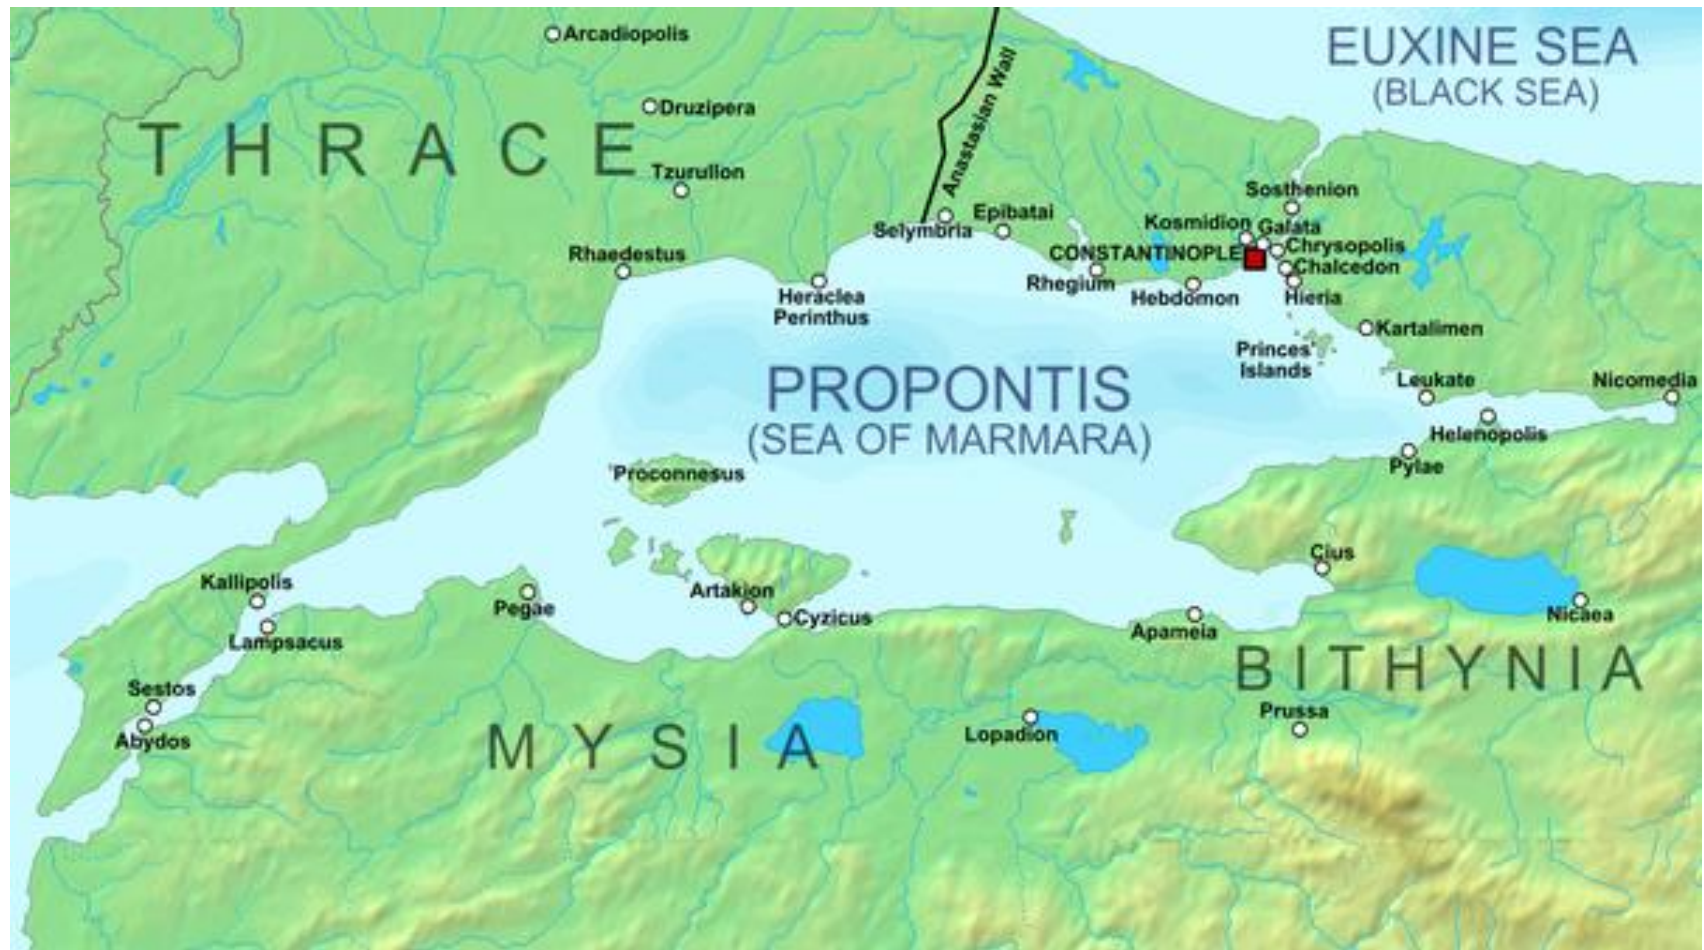 Arcadiopolis
EUXINE SEA
(BLACK SEA)
Anastasian Wall
Druzipera
THRACE
Tzurullon
Sosthenion
Epibatai
Kosmidion
Galata
Selymbria
Chrysopolis
CONSTANTINOPLE
Rhaedestus
Chalcedon
Rhegium
Heraclea
Perinthus
Hebdomon
Hieria
Kartalimen
Princes'
Islands
PROPONTIS
(SEA OF MARMARA)
Leukate
Nicomedia
Helenopolis
Pylae
Proconnesus
Cius
Kallipolis
Artakion
Pegae
Cyzicus
Nicaea
Apameia
Lampsacus
BITHYNIA
Sestos
Prussa
Abydos
MYSIA
Lopadion